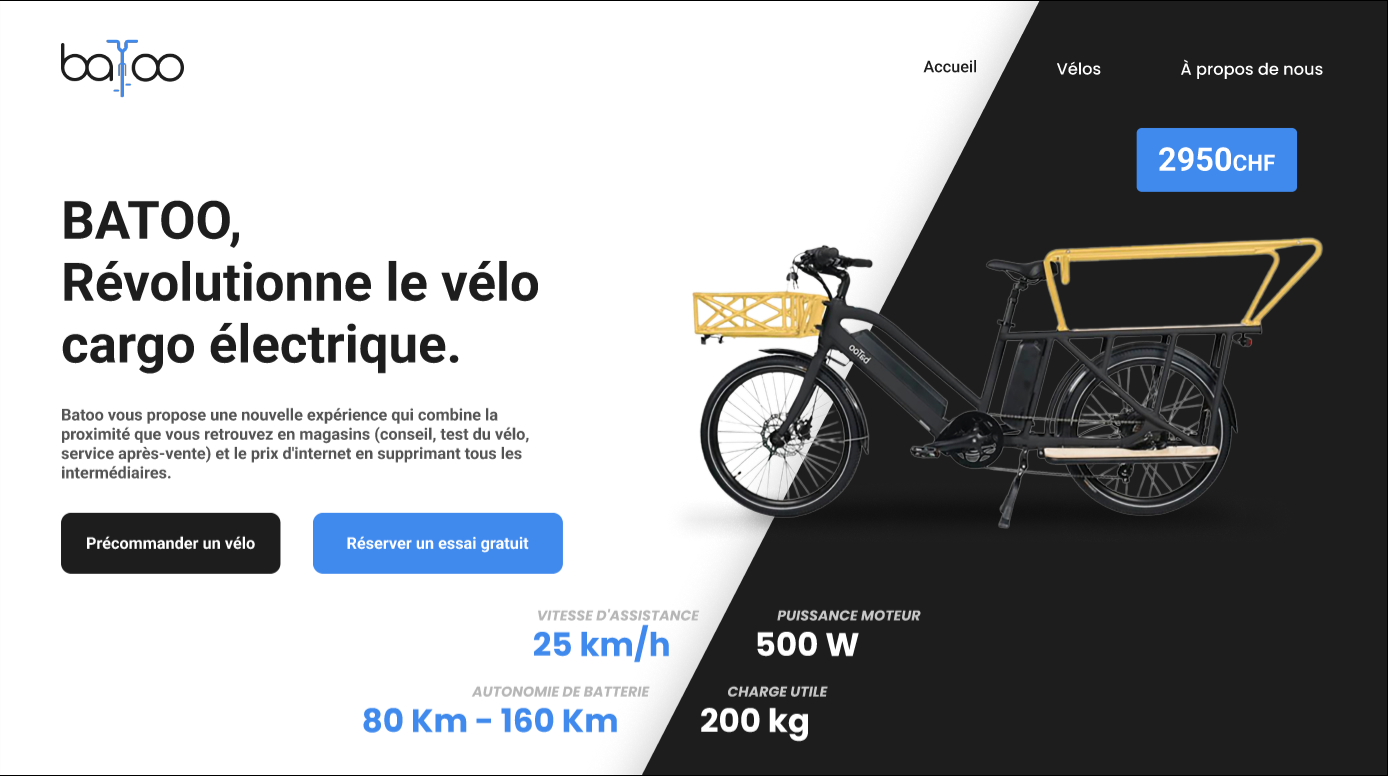 baToo
Accueil
Vélos
À propos de nous
2950CHF
BATOO,
Révolutionne le vélo
cargo électrique.
Batoo vous propose une nouvelle expérience qui combine la
proximité que vous retrouvez en magasins (conseil, test du vélo,
service après-vente) et le prix d'internet en supprimant tous les
intermédiaires.
Précommander un vélo
Réserver un essai gratuit
VITESSE D'ASSISTANCE
25 km/h
PUISSANCE MOTEUR
500 W
AUTONOMIE DE BATTERIE
80 Km - 160 Km
CHARGE UTILE
200 kg